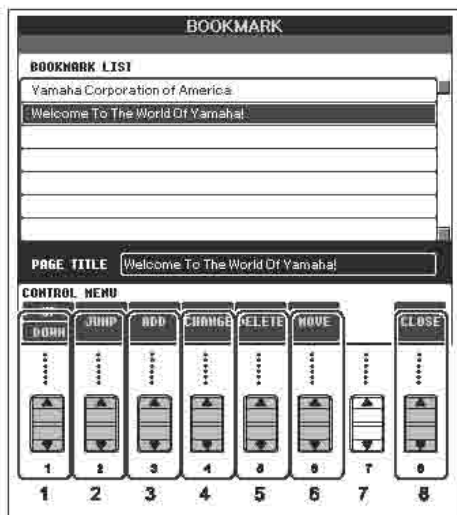 BOOKMARK
BOOKMARK LIST
Yamaha Corporation of America
Welcome To The World Of Yamaha!
PAGE TITLE Welcome To The World Of Yamaha!
CONTROL MENU
UP
DOWN JUMP ADD CHANGE DELETE MOVE CLOSE
1 2 3 4 5 6 7 8
1 2 3 4 5 6 7 8